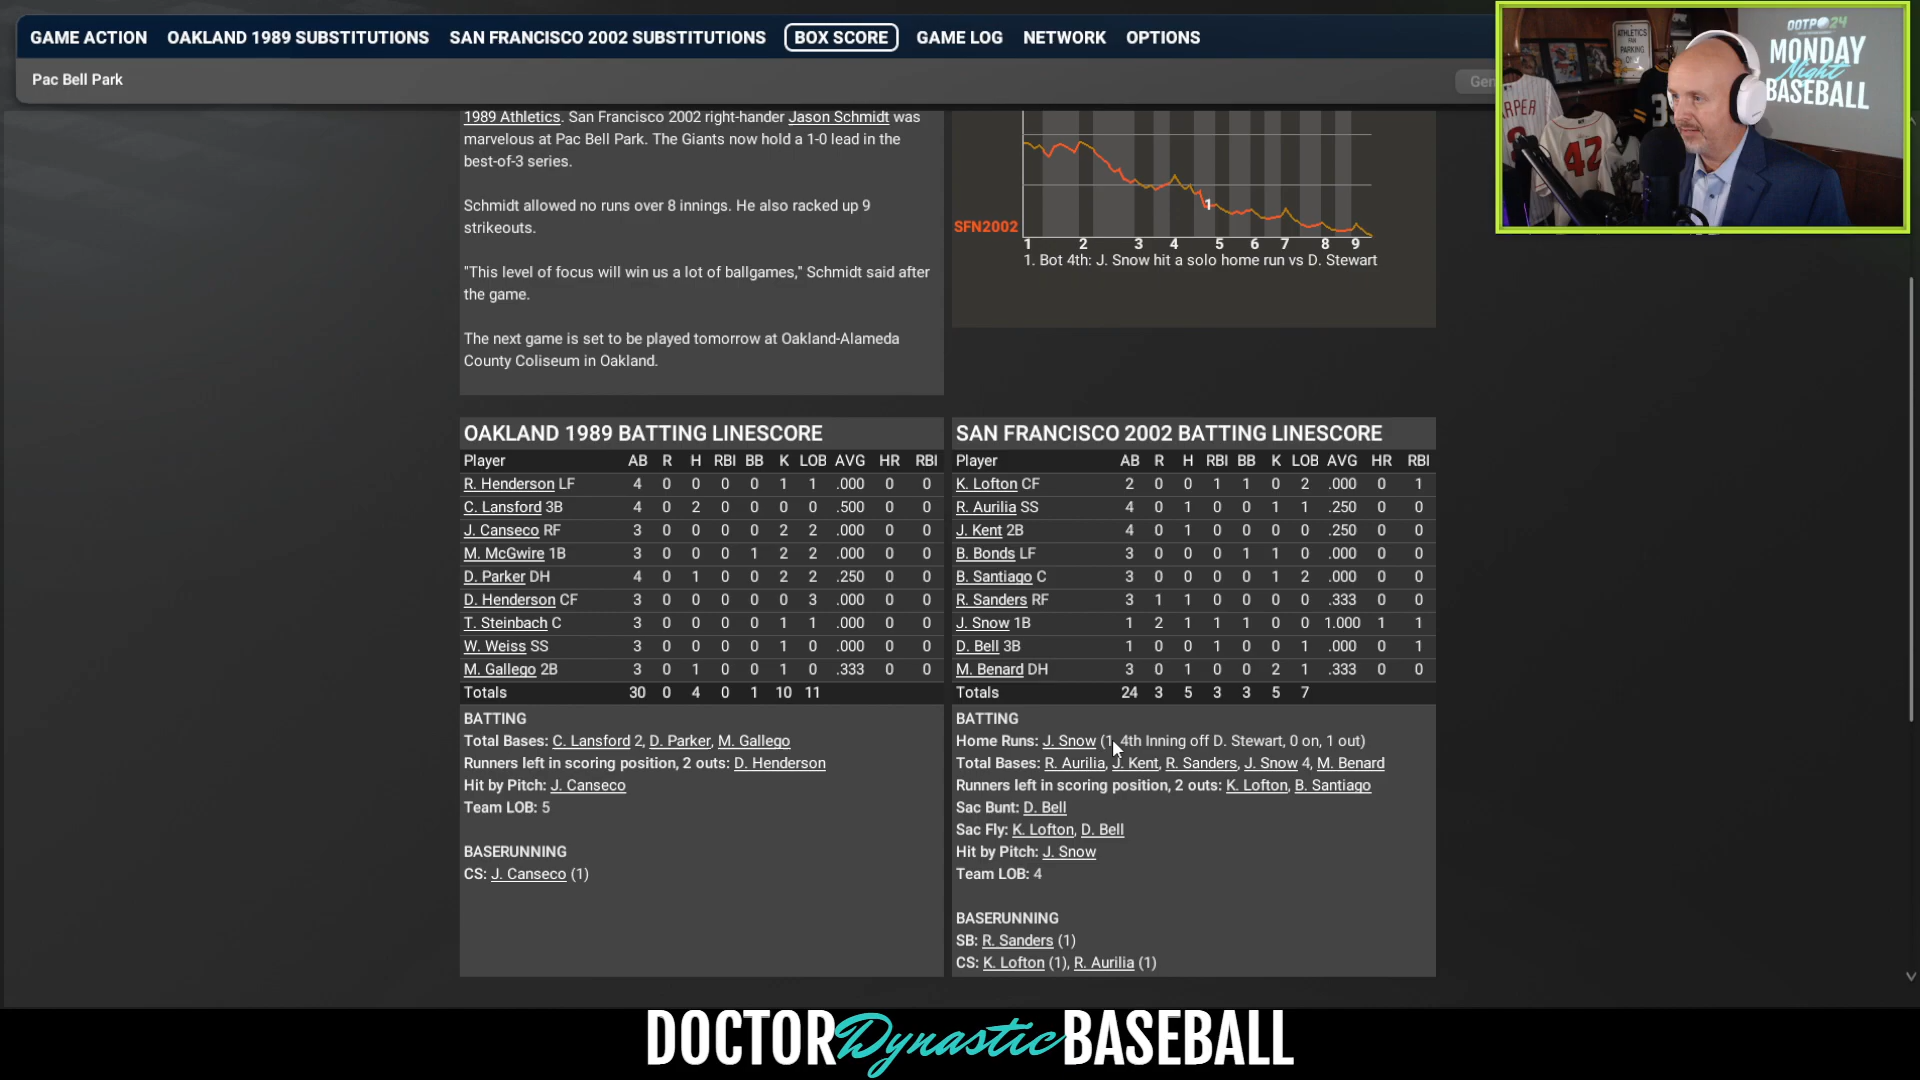 GAME ACTION OAKLAND 1989 SUBSTITUTIONS SAN FRANCISCO 2002 SUBSTITUTIONS BOX SCORE GAME LOG NETWORK OPTIONS
Pac Bell Park
OOTP 24
MONDAY
Night
BASEBALL
ATHLETICS
FAN
PARKING
42
1989 Athletics. San Francisco 2002 right-hander Jason Schmidt was
marvelous at Pac Bell Park. The Giants now hold a 1-0 lead in the
best-of-3 series.
Schmidt allowed no runs over 8 innings. He also racked up 9
strikeouts.
"This level of focus will win us a lot of ballgames," Schmidt said after
the game.
The next game is set to be played tomorrow at Oakland-Alameda
County Coliseum in Oakland.
1
SFN2002
1 2 3 4 5 6 7 8 9
1. Bot 4th: J. Snow hit a solo home run vs D. Stewart
OAKLAND 1989 BATTING LINESCORE
Player AB R H RBI BB K LOB AVG HR RBI
R. Henderson LF 4 0 0 0 0 1 1 .000 0 0
C. Lansford 3B 4 0 2 0 0 0 0 .500 0 0
J. Canseco RF 3 0 0 0 0 2 2 .000 0 0
M. McGwire 1B 3 0 0 0 1 2 2 .000 0 0
D. Parker DH 4 0 1 0 0 2 2 .250 0 0
D. Henderson CF 3 0 0 0 0 0 3 .000 0 0
T. Steinbach C 3 0 0 0 0 1 1 .000 0 0
W. Weiss SS 3 0 0 0 0 1 0 .000 0 0
M. Gallego 2B 3 0 1 0 0 1 0 .333 0 0
Totals 30 0 4 0 1 10 11
BATTING
Total Bases: C. Lansford 2, D. Parker, M. Gallego
Runners left in scoring position, 2 outs: D. Henderson
Hit by Pitch: J. Canseco
Team LOB: 5
BASERUNNING
CS: J. Canseco (1)
SAN FRANCISCO 2002 BATTING LINESCORE
Player AB R H RBI BB K LOB AVG HR RBI
K. Lofton CF 2 0 0 1 1 0 2 .000 0 1
R. Aurilia SS 4 0 1 0 0 1 1 .250 0 0
J. Kent 2B 4 0 1 0 0 0 0 .250 0 0
B. Bonds LF 3 0 0 0 1 1 0 .000 0 0
B. Santiago C 3 0 0 0 0 1 2 .000 0 0
R. Sanders RF 3 1 1 0 0 0 0 .333 0 0
J. Snow 1B 1 2 1 1 1 0 0 1.000 1 1
D. Bell 3B 1 0 0 1 0 0 1 .000 0 1
M. Benard DH 3 0 1 0 0 2 1 .333 0 0
Totals 24 3 5 3 3 5 7
BATTING
Home Runs: J. Snow (1, 4th Inning off D. Stewart, 0 on, 1 out)
Total Bases: R. Aurilia, J. Kent, R. Sanders, J. Snow 4, M. Benard
Runners left in scoring position, 2 outs: K. Lofton, B. Santiago
Sac Bunt: D. Bell
Sac Fly: K. Lofton, D. Bell
Hit by Pitch: J. Snow
Team LOB: 4
BASERUNNING
SB: R. Sanders (1)
CS: K. Lofton (1), R. Aurilia (1)
DOCTOR Dynastic BASEBALL